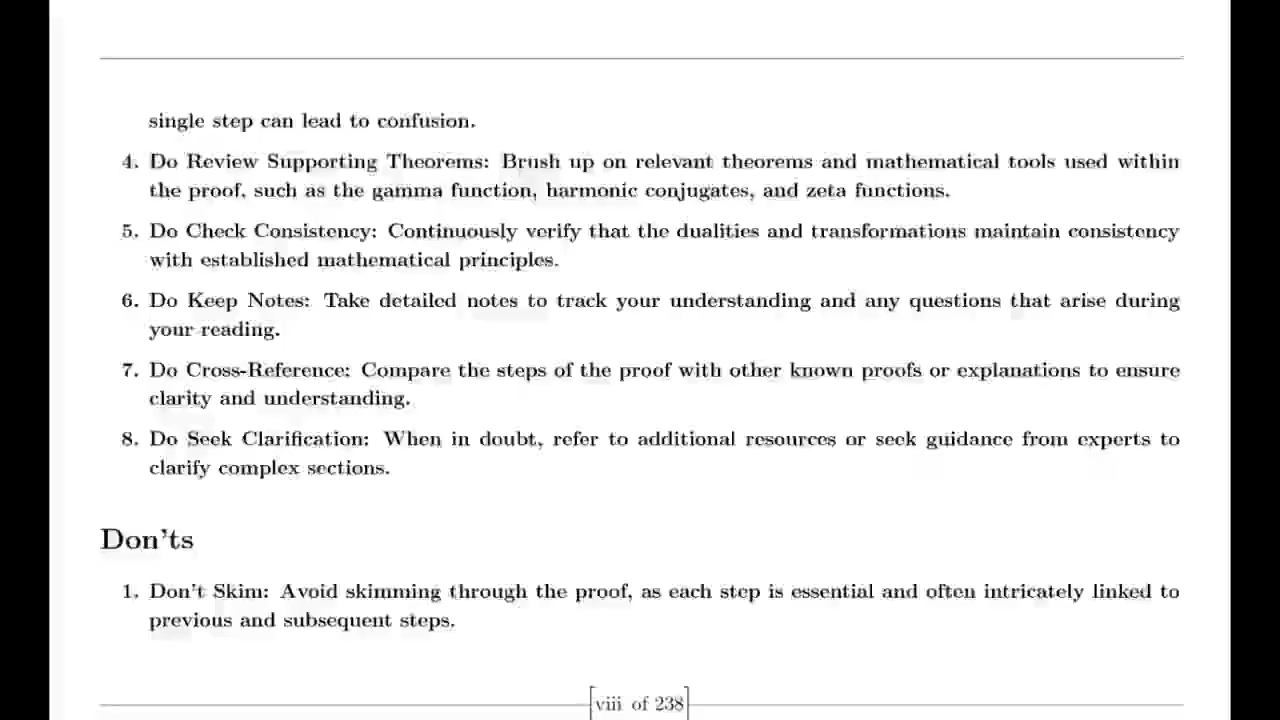 single step can lead to confusion.
4. Do Review Supporting Theorems: Brush up on relevant theorems and mathematical tools used within
the proof, such as the gamma function, harmonic conjugates, and zeta functions.
5. Do Check Consistency: Continuously verify that the dualities and transformations maintain consistency
with established mathematical principles.
6. Do Keep Notes: Take detailed notes to track your understanding and any questions that arise during
your reading.
7. Do Cross-Reference: Compare the steps of the proof with other known proofs or explanations to ensure
clarity and understanding.
8. Do Seek Clarification: When in doubt, refer to additional resources or seek guidance from experts to
clarify complex sections.
Don'ts
1. Don't Skim: Avoid skimming through the proof, as each step is essential and often intricately linked to
previous and subsequent steps.
viii of 238